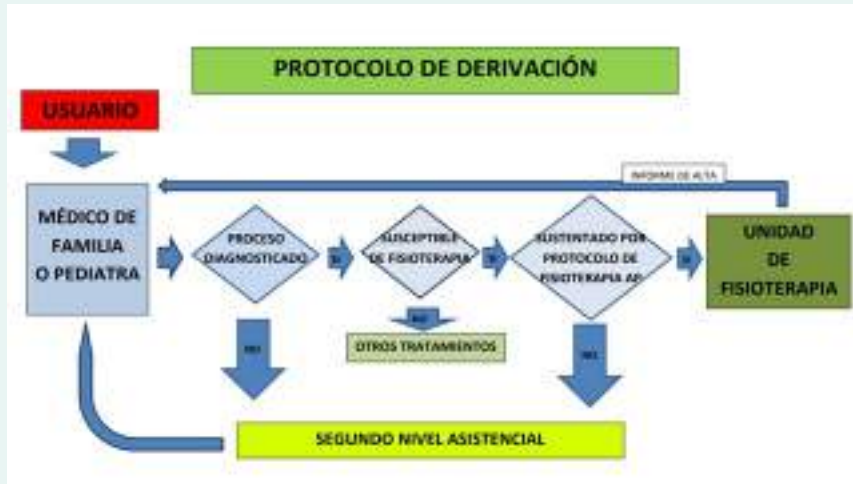 PROTOCOLO DE DERIVACIÓN
USUARIO
INFORME DE ALTA
MÉDICO DE
FAMILIA
O PEDIATRA
PROCESO
DIAGNOSTICADO
SI
SUSCEPTIBLE
DE FISIOTERAPIA
SI
SUSTENTADO POR
PROTOCOLO DE
FISIOTERAPIA AP
SI
UNIDAD
DE
FISIOTERAPIA
NO
NO
OTROS TRATAMIENTOS
NO
SEGUNDO NIVEL ASISTENCIAL